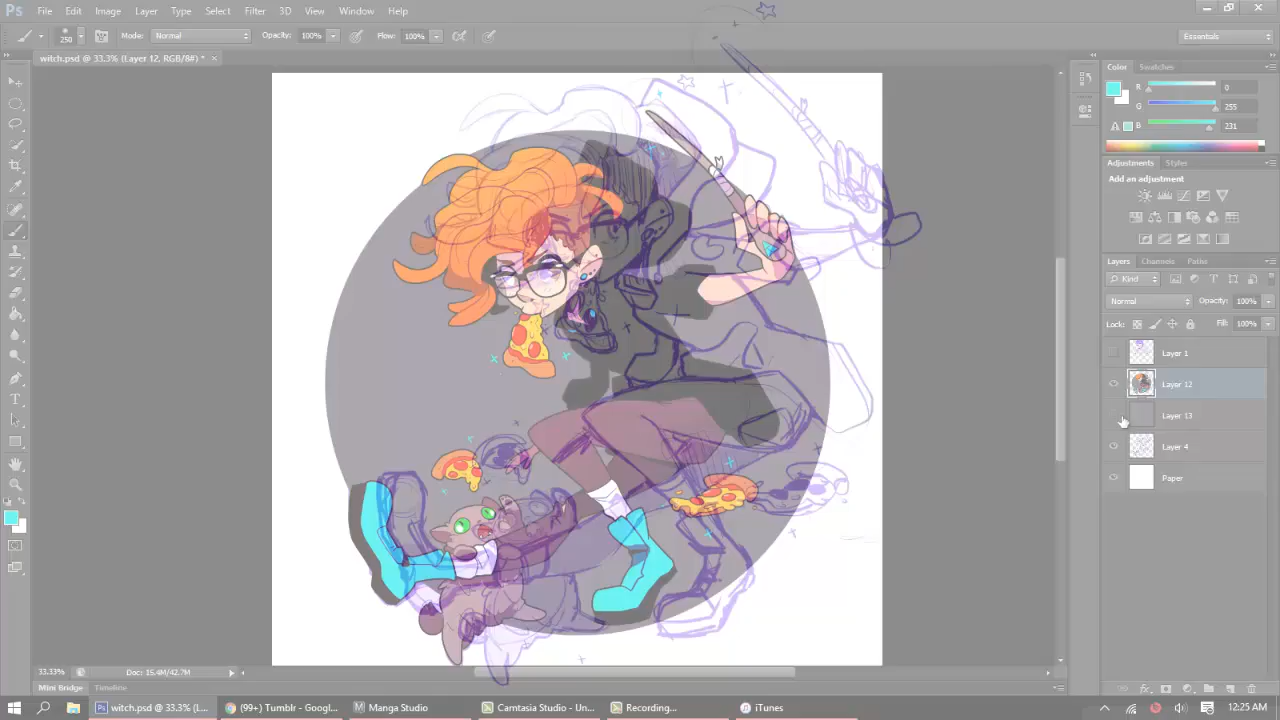 Ps File Edit Image Layer Type Select Filter 3D View Window Help
250 Mode: Normal Opacity: 100% Flow: 100% Essentials
witch.psd @ 33.3% (Layer 12, RGB/8#) * ×
Color Swatches
R 0
G 255
B 231
Adjustments Styles
Add an adjustment
Layers Channels Paths
Kind
Normal Opacity: 100%
Lock: Fill: 100%
Layer 1
Layer 12
Layer 13
Layer 4
Paper
33.33% Doc: 15.4M/42.7M
Mini Bridge Timeline
witch.psd @ 33.3% (L... (99+) Tumblr - Googl... Manga Studio Camtasia Studio - Un... Recording... iTunes 12:25 AM